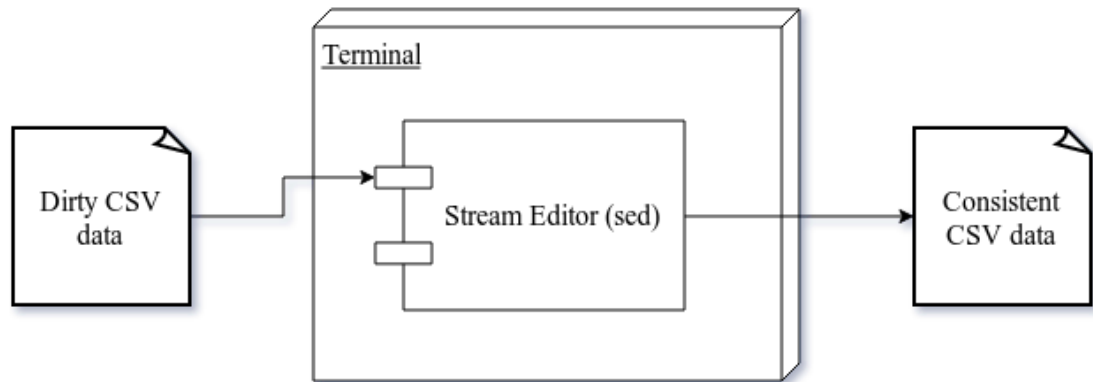 Terminal
Dirty CSV
data
Stream Editor (sed)
Consistent
CSV data